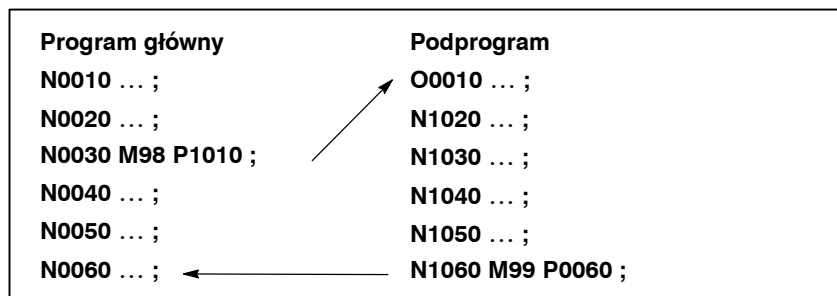 Program główny
N0010 … ;
N0020 … ;
N0030 M98 P1010 ;
N0040 … ;
N0050 … ;
N0060 … ;
Podprogram
O0010 … ;
N1020 … ;
N1030 … ;
N1040 … ;
N1050 … ;
N1060 M99 P0060 ;